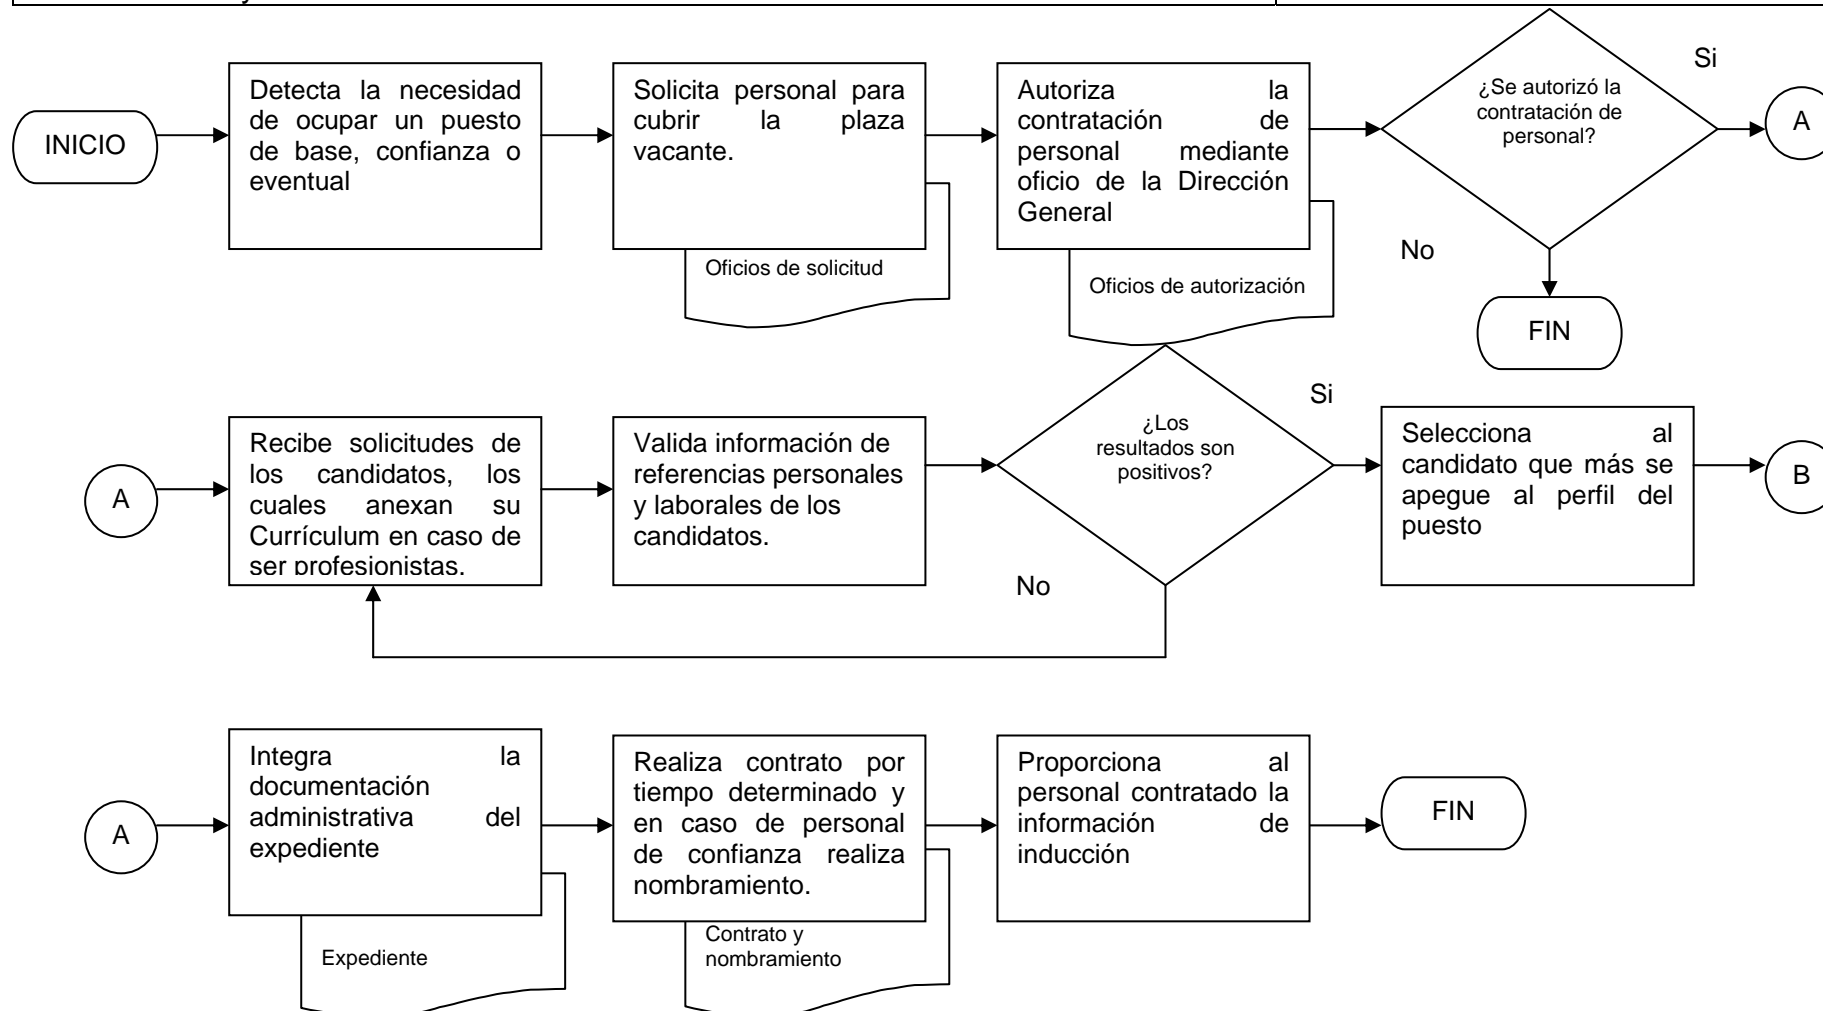 INICIO
Detecta la necesidad
de ocupar un puesto
de base, confianza o
eventual
Solicita personal para
cubrir la plaza
vacante.
Oficios de solicitud
Autoriza la
contratación de
personal mediante
oficio de la Dirección
General
Oficios de autorización
¿Se autorizó la
contratación de
personal?
Si
A
No
FIN
A
Recibe solicitudes de
los candidatos, los
cuales anexan su
Currículum en caso de
ser profesionistas.
Valida información de
referencias personales
y laborales de los
candidatos.
¿Los
resultados son
positivos?
Si
No
Selecciona al
candidato que más se
apegue al perfil del
puesto
B
A
Integra la
documentación
administrativa del
expediente
Expediente
Realiza contrato por
tiempo determinado y
en caso de personal
de confianza realiza
nombramiento.
Contrato y
nombramiento
Proporciona al
personal contratado la
información de
inducción
FIN